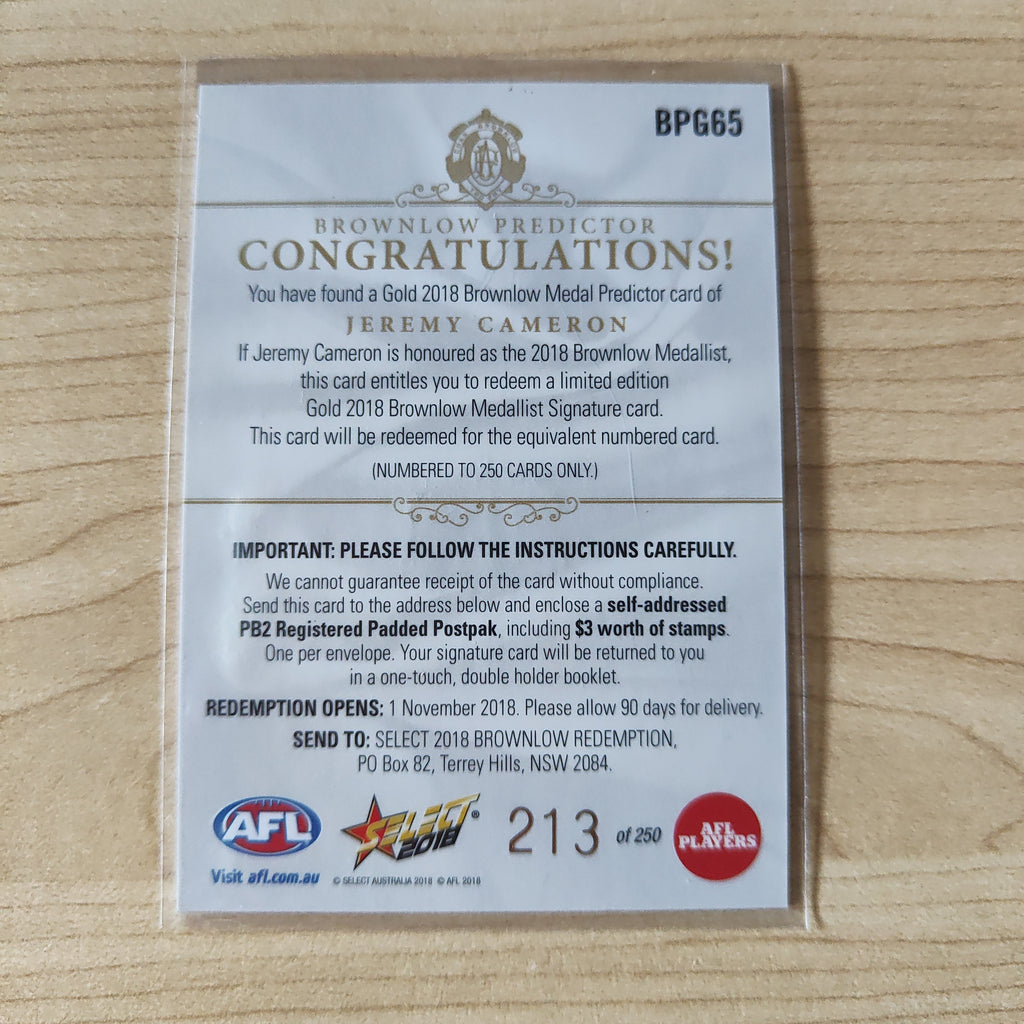 BPG65
BROWNLOW PREDICTOR
CONGRATULATIONS!
You have found a Gold 2018 Brownlow Medal Predictor card of
JEREMY CAMERON
If Jeremy Cameron is honoured as the 2018 Brownlow Medallist,
this card entitles you to redeem a limited edition
Gold 2018 Brownlow Medallist Signature card.
This card will be redeemed for the equivalent numbered card.
(NUMBERED TO 250 CARDS ONLY.)
IMPORTANT: PLEASE FOLLOW THE INSTRUCTIONS CAREFULLY.
We cannot guarantee receipt of the card without compliance.
Send this card to the address below and enclose a self-addressed
PB2 Registered Padded Postpak, including $3 worth of stamps.
One per envelope. Your signature card will be returned to you
in a one-touch, double holder booklet.
REDEMPTION OPENS: 1 November 2018. Please allow 90 days for delivery.
SEND TO: SELECT 2018 BROWNLOW REDEMPTION,
PO Box 82, Terrey Hills, NSW 2084.
AFL
SELECT ®
2018
213 of 250
AFL
PLAYERS
Visit afl.com.au
© SELECT AUSTRALIA 2018 © AFL 2018